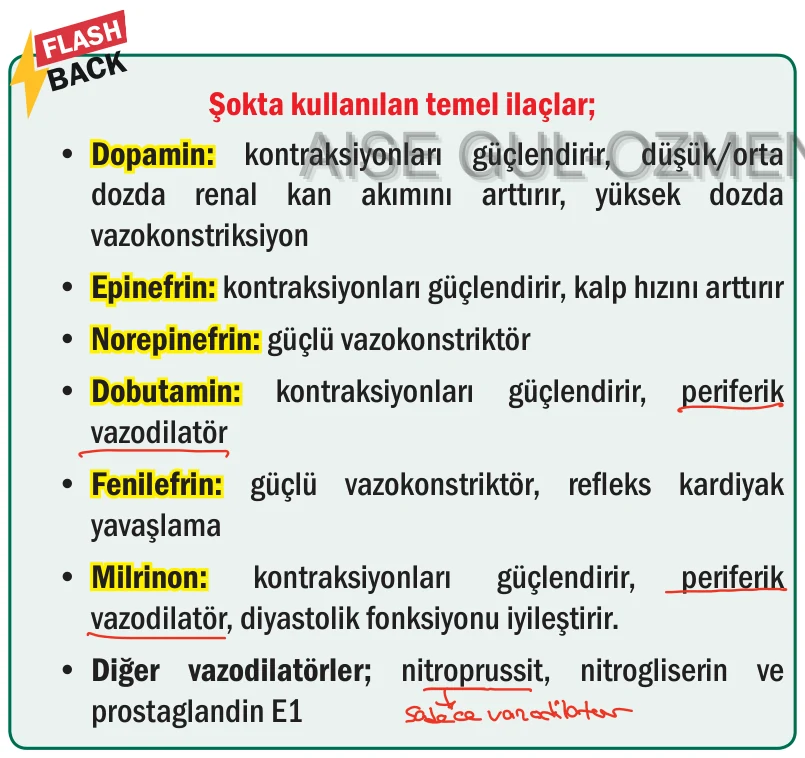 FLASH
BACK
Şokta kullanılan temel ilaçlar;
AISE GUL OZMEN
• Dopamin: kontraksiyonları güçlendirir, düşük/orta
dozda renal kan akımını arttırır, yüksek dozda
vazokonstriksiyon
• Epinefrin: kontraksiyonları güçlendirir, kalp hızını arttırır
• Norepinefrin: güçlü vazokonstriktör
• Dobutamin: kontraksiyonları güçlendirir, periferik
vazodilatör
• Fenilefrin: güçlü vazokonstriktör, refleks kardiyak
yavaşlama
• Milrinon: kontraksiyonları güçlendirir, periferik
vazodilatör, diyastolik fonksiyonu iyileştirir.
• Diğer vazodilatörler; nitroprussit, nitrogliserin ve
prostaglandin E1
sadece vazodilatör